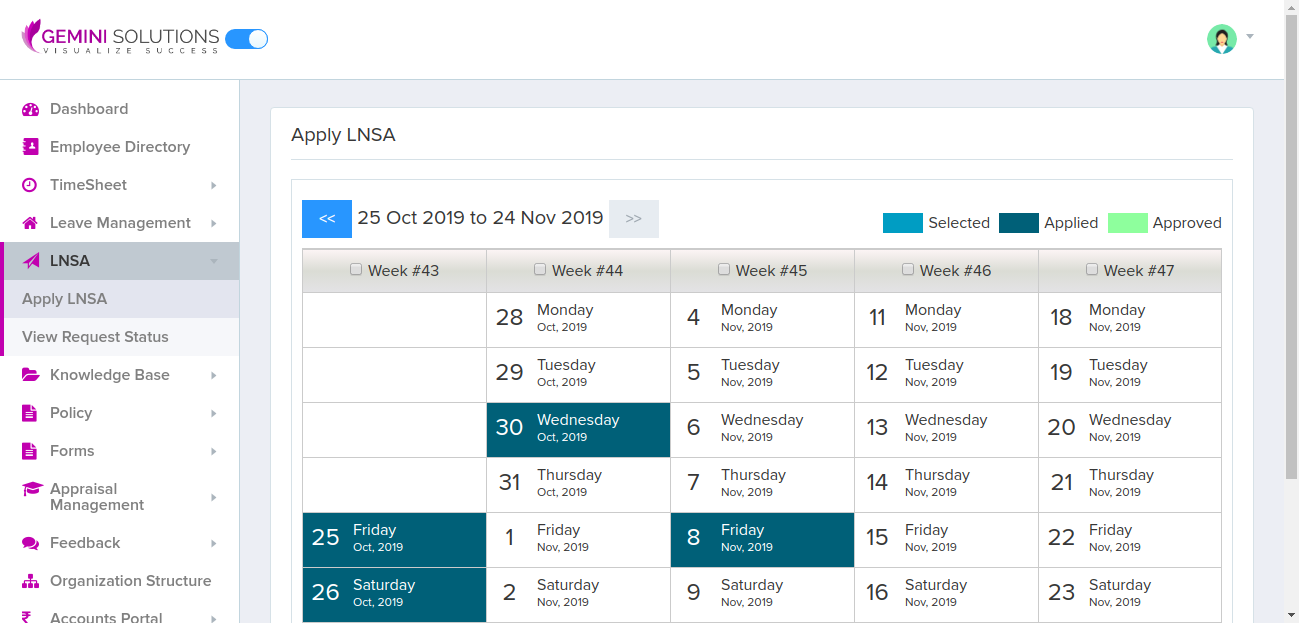 GEMINI SOLUTIONS
VISUALIZE SUCCESS
Dashboard
Employee Directory
TimeSheet
Leave Management
LNSA
Apply LNSA
View Request Status
Knowledge Base
Policy
Forms
Appraisal
Management
Feedback
Organization Structure
Accounts Portal
Apply LNSA
<< 25 Oct 2019 to 24 Nov 2019 >>
Selected Applied Approved
Week #43 Week #44 Week #45 Week #46 Week #47
28 Monday 4 Monday 11 Monday 18 Monday
Oct, 2019 Nov, 2019 Nov, 2019 Nov, 2019
29 Tuesday 5 Tuesday 12 Tuesday 19 Tuesday
Oct, 2019 Nov, 2019 Nov, 2019 Nov, 2019
30 Wednesday 6 Wednesday 13 Wednesday 20 Wednesday
Oct, 2019 Nov, 2019 Nov, 2019 Nov, 2019
31 Thursday 7 Thursday 14 Thursday 21 Thursday
Oct, 2019 Nov, 2019 Nov, 2019 Nov, 2019
25 Friday 1 Friday 8 Friday 15 Friday 22 Friday
Oct, 2019 Nov, 2019 Nov, 2019 Nov, 2019 Nov, 2019
26 Saturday 2 Saturday 9 Saturday 16 Saturday 23 Saturday
Oct, 2019 Nov, 2019 Nov, 2019 Nov, 2019 Nov, 2019